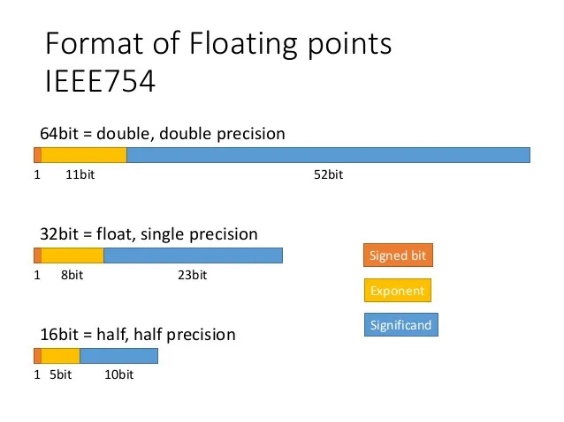 Format of Floating points
IEEE754
64bit = double, double precision
1 11bit 52bit
32bit = float, single precision
1 8bit 23bit
Signed bit
Exponent
Significand
16bit = half, half precision
1 5bit 10bit